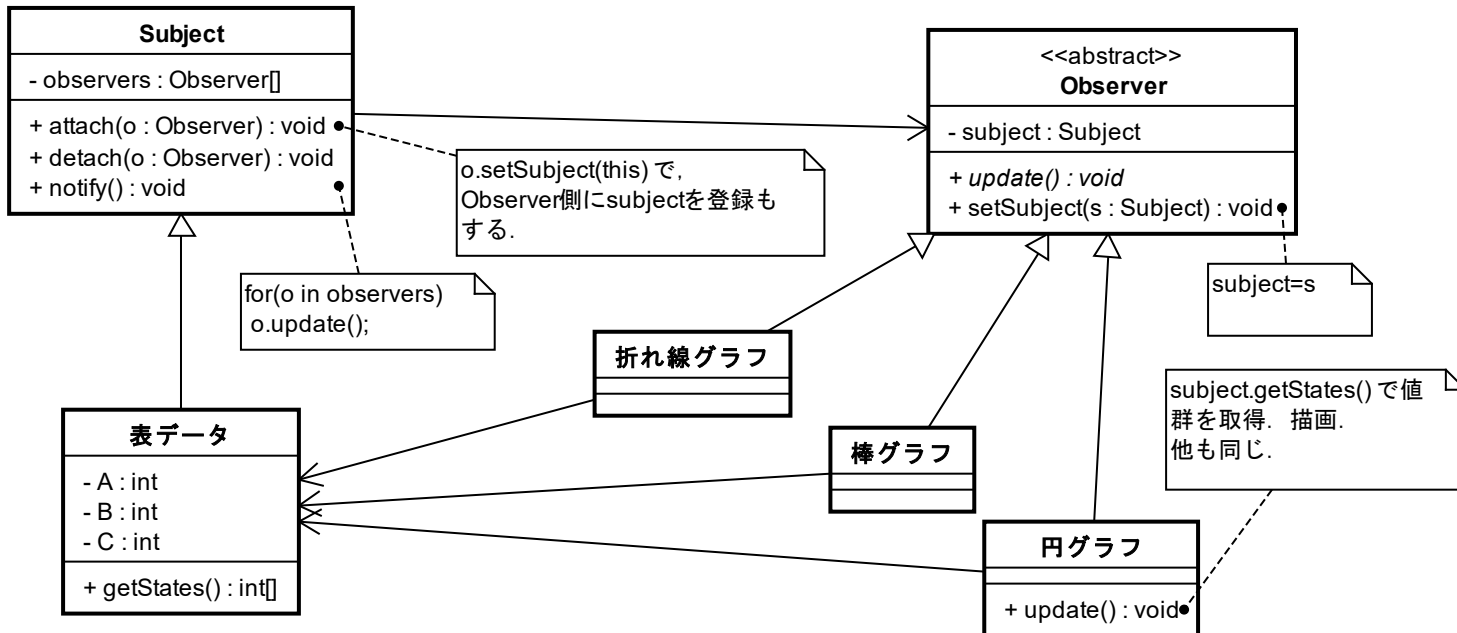 Subject
- observers : Observer[]
+ attach(o : Observer) : void
+ detach(o : Observer) : void
+ notify() : void
<<abstract>>
Observer
- subject : Subject
+ update() : void
+ setSubject(s : Subject) : void
o.setSubject(this) で,
Observer側にsubjectを登録も
する.
for(o in observers)
o.update();
subject=s
折れ線グラフ
subject.getStates() で値
群を取得. 描画.
他も同じ.
表データ
- A : int
- B : int
- C : int
+ getStates() : int[]
棒グラフ
円グラフ
+ update() : void